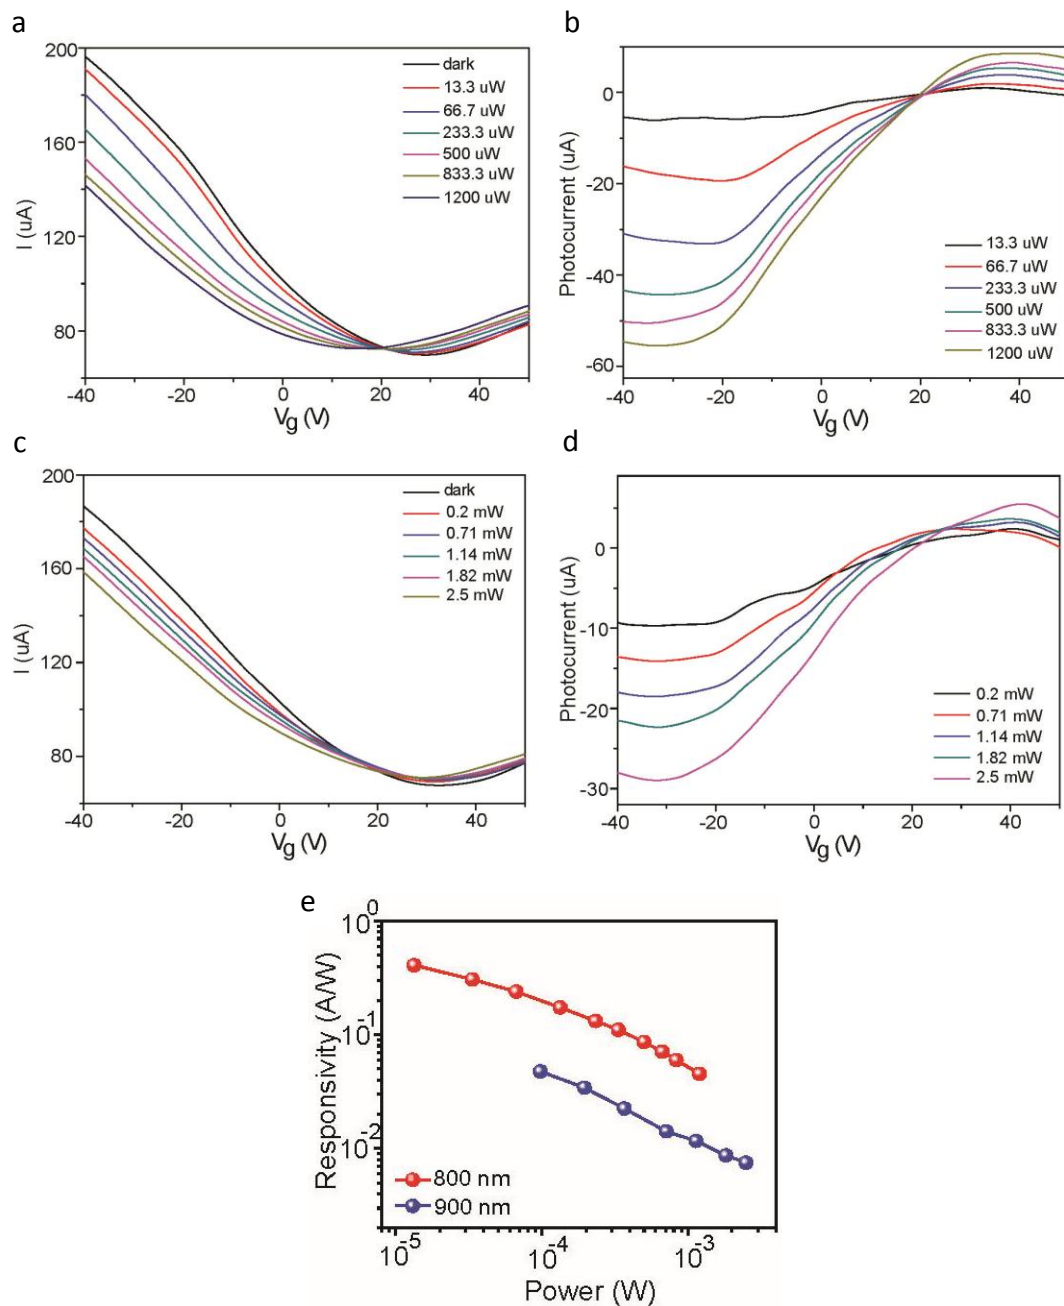 a
200
160
120
80
I (uA)
dark
13.3 uW
66.7 uW
233.3 uW
500 uW
833.3 uW
1200 uW
-40 -20 0 20 40
Vg (V)
b
0
-20
-40
-60
Photocurrent (uA)
13.3 uW
66.7 uW
233.3 uW
500 uW
833.3 uW
1200 uW
-40 -20 0 20 40
Vg (V)
c
200
160
120
80
I (uA)
dark
0.2 mW
0.71 mW
1.14 mW
1.82 mW
2.5 mW
-40 -20 0 20 40
Vg (V)
d
0
-10
-20
-30
Photocurrent (uA)
0.2 mW
0.71 mW
1.14 mW
1.82 mW
2.5 mW
-40 -20 0 20 40
Vg (V)
e
10^0
10^-1
10^-2
Responsivity (A/W)
800 nm
900 nm
10^-5 10^-4 10^-3
Power (W)